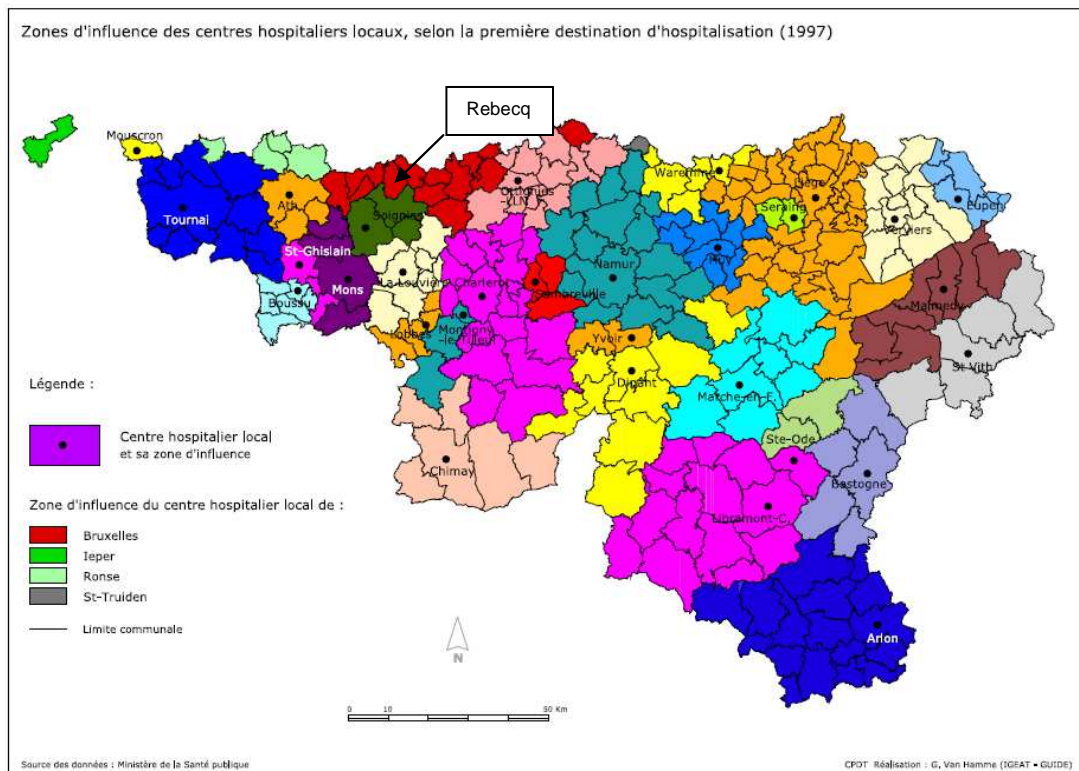 Zones d'influence des centres hospitaliers locaux, selon la première destination d'hospitalisation (1997)
Rebecq
Mouscron
Waremme
Ottignies
-LLN
Liège
Ath
Seraing
Eupen
Tournai
Soignies
Verviers
St-Ghislain
Huy
Namur
Mons
La Louvière
Charleroi
Malmedy
Boussu
Sambreville
Lobbes
Montigny
-le-Tilleul
Yvoir
St Vith
Dinant
Marche-en-F.
Légende :
Ste-Ode
Centre hospitalier local
et sa zone d'influence
Chimay
Bastogne
Libramont-C.
Zone d'influence du centre hospitalier local de :
Bruxelles
Ieper
Ronse
St-Truiden
Limite communale
N
Arlon
0 10 50 Km
Source des données : Ministère de la Santé publique
CPDT Réalisation : G. Van Hamme (IGEAT - GUIDE)